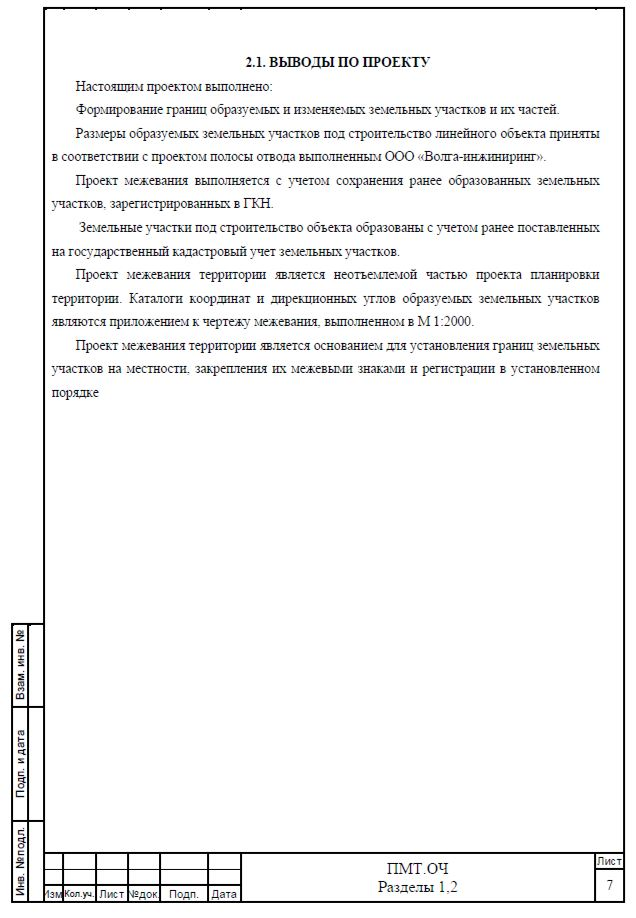 2.1. ВЫВОДЫ ПО ПРОЕКТУ
Настоящим проектом выполнено:
Формирование границ образуемых и изменяемых земельных участков и их частей.
Размеры образуемых земельных участков под строительство линейного объекта приняты
в соответствии с проектом полосы отвода выполненным ООО «Волга-инжиниринг».
Проект межевания выполняется с учетом сохранения ранее образованных земельных
участков, зарегистрированных в ГКН.
Земельные участки под строительство объекта образованы с учетом ранее поставленных
на государственный кадастровый учет земельных участков.
Проект межевания территории является неотъемлемой частью проекта планировки
территории. Каталоги координат и дирекционных углов образуемых земельных участков
являются приложением к чертежу межевания, выполненном в М 1:2000.
Проект межевания территории является основанием для установления границ земельных
участков на местности, закрепления их межевыми знаками и регистрации в установленном
порядке
Взам. инв. №
Подп. и дата
Инв. №подл.
Изм Кол.уч. Лист №док. Подп. Дата
ПМТ.ОЧ
Разделы 1,2
Лист
7